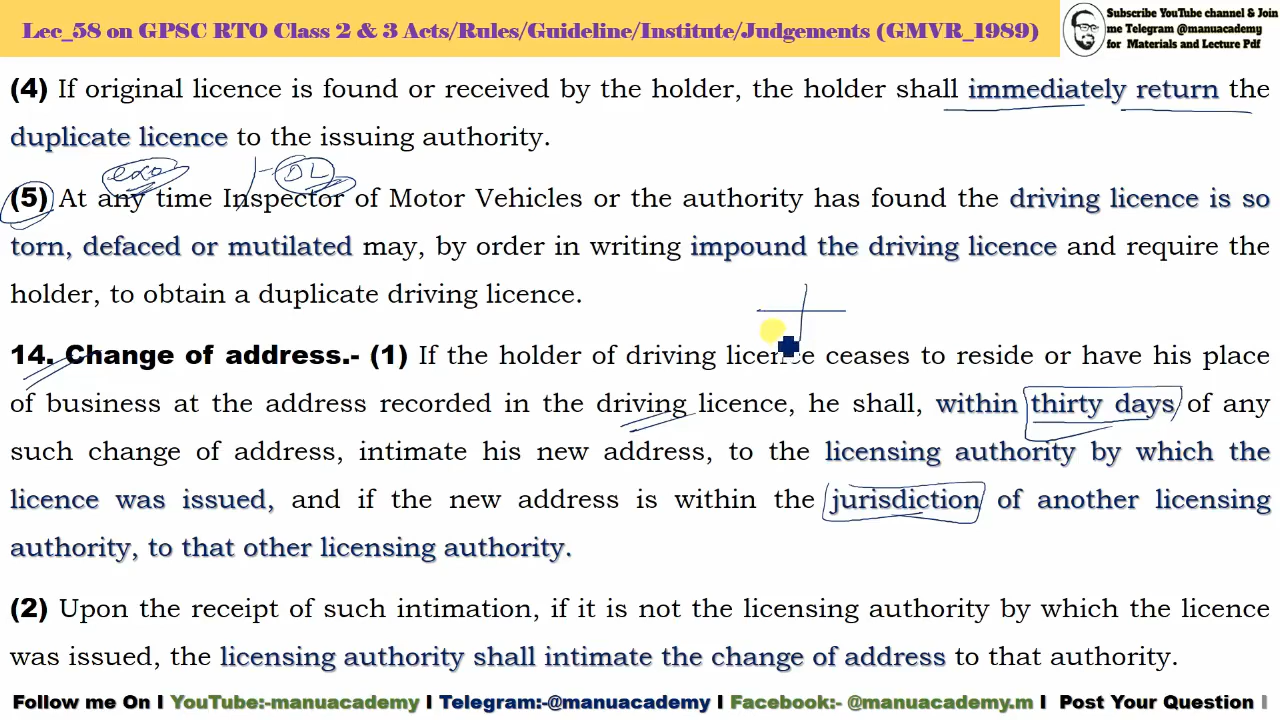 Lec_58 on GPSC RTO Class 2 & 3 Acts/Rules/Guideline/Institute/Judgements (GMVR_1989)
Subscribe YouTube channel & Join
me Telegram @manuacademy
for Materials and Lecture Pdf
(4) If original licence is found or received by the holder, the holder shall immediately return the
duplicate licence to the issuing authority.
DL
(5) At any time Inspector of Motor Vehicles or the authority has found the driving licence is so
torn, defaced or mutilated may, by order in writing impound the driving licence and require the
holder, to obtain a duplicate driving licence.
14. Change of address.- (1) If the holder of driving licence ceases to reside or have his place
of business at the address recorded in the driving licence, he shall, within thirty days of any
such change of address, intimate his new address, to the licensing authority by which the
licence was issued, and if the new address is within the jurisdiction of another licensing
authority, to that other licensing authority.
(2) Upon the receipt of such intimation, if it is not the licensing authority by which the licence
was issued, the licensing authority shall intimate the change of address to that authority.
Follow me On I YouTube:-manuacademy I Telegram:-@manuacademy I Facebook:- @manuacademy.m I Post Your Question I